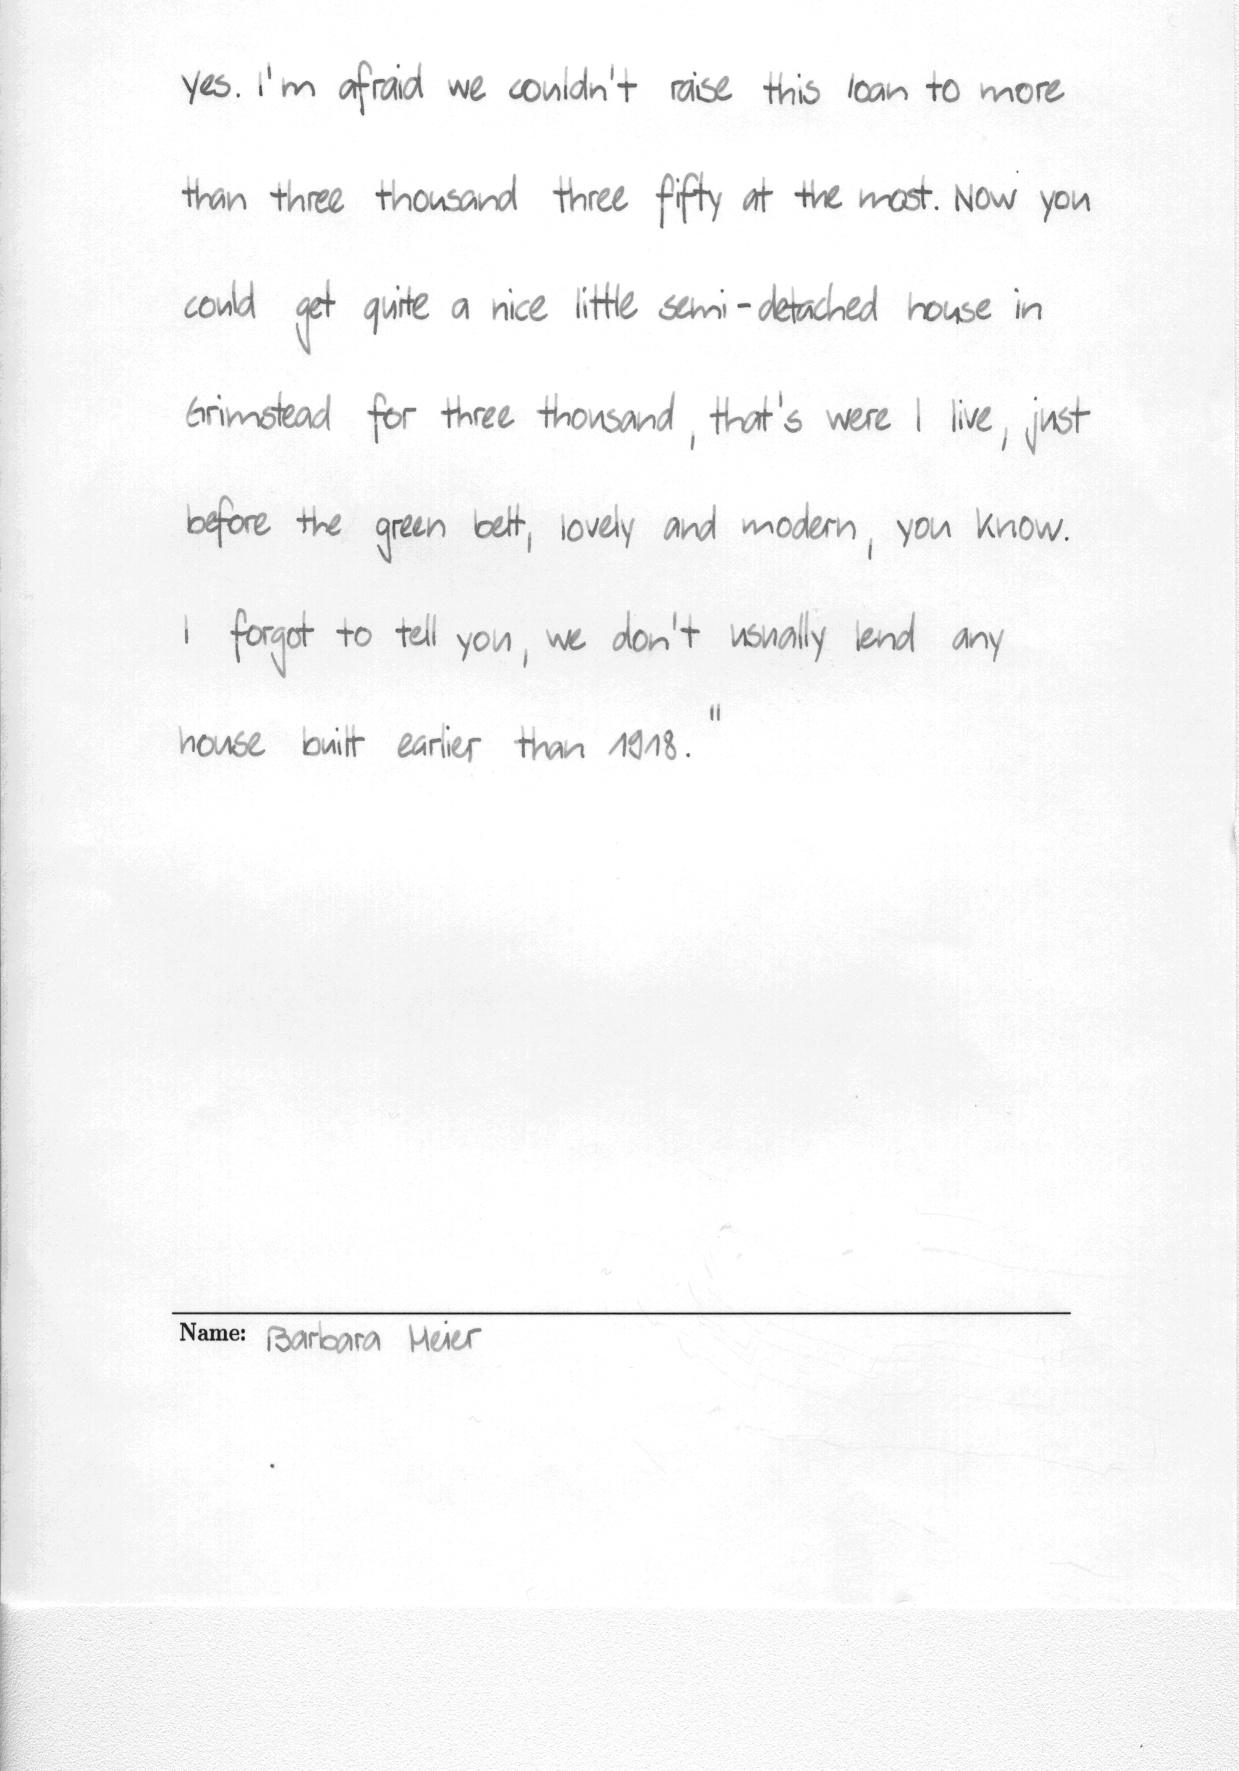 yes. I'm afraid we couldn't raise this loan to more
than three thousand three fifty at the most. Now you
could get quite a nice little semi-detached house in
Grimstead for three thousand, that's were I live, just
before the green belt, lovely and modern, you know.
I forgot to tell you, we don't usually lend any
house built earlier than 1918."
Name: Barbara Meier